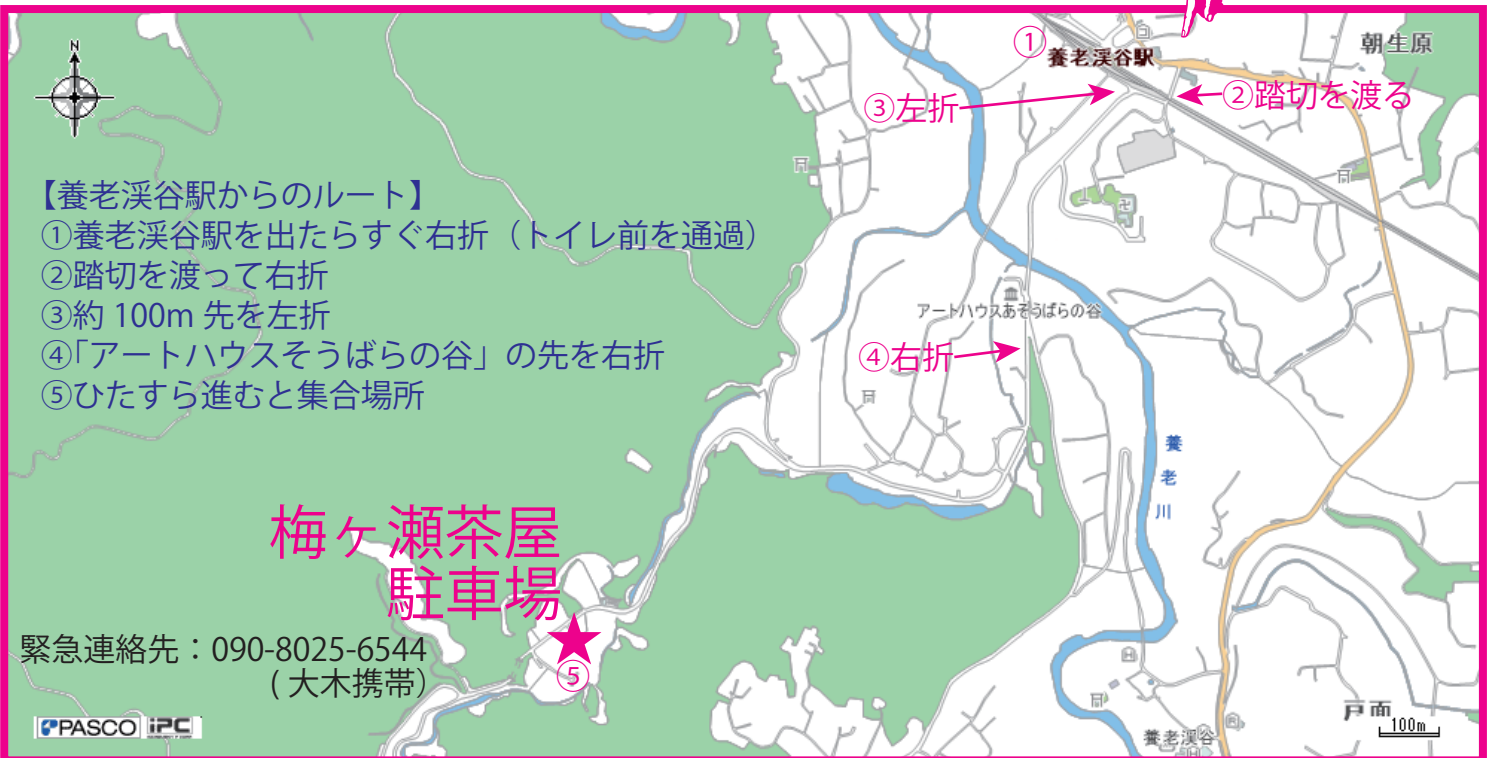 N
①
養老渓谷駅
朝生原
③左折
②踏切を渡る
【養老渓谷駅からのルート】
①養老渓谷駅を出たらすぐ右折（トイレ前を通過）
②踏切を渡って右折
③約 100m 先を左折
④「アートハウスそうばらの谷」の先を右折
⑤ひたすら進むと集合場所
アートハウスあそうばらの谷
④右折
養老川
梅ヶ瀬茶屋
駐車場
⑤
緊急連絡先：090-8025-6544
( 大木携帯）
戸面
100m
養老渓谷
PASCO iPC